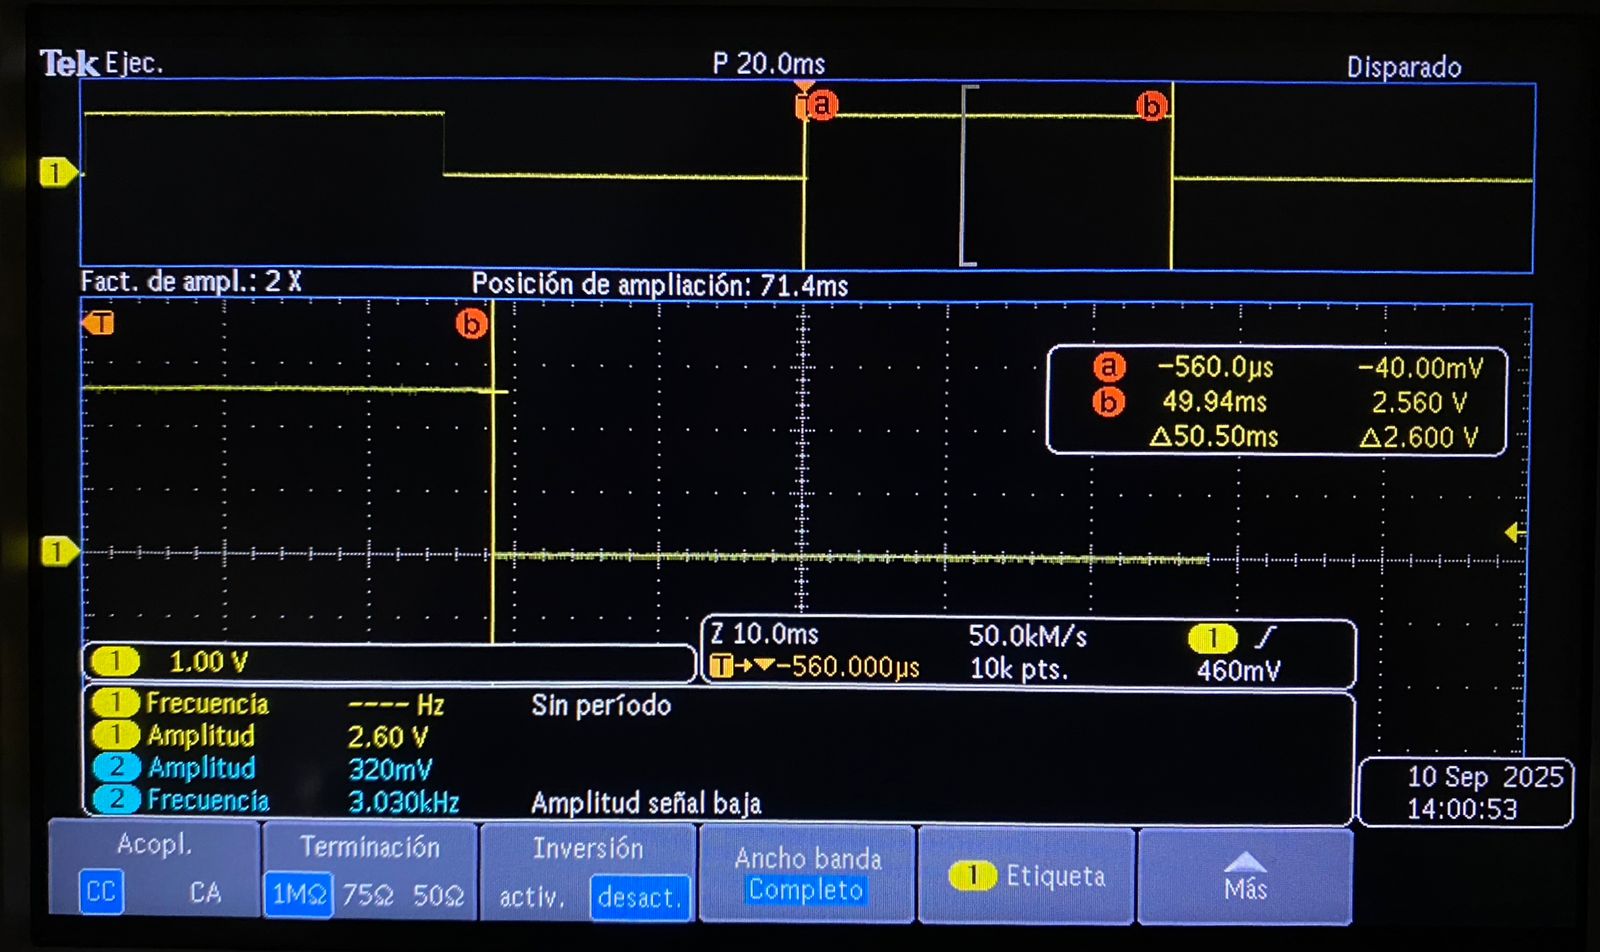 Tek Ejec. P 20.0ms Disparado
T a b
1
Fact. de ampl.: 2 X Posición de ampliación: 71.4ms
T b
a -560.0µs -40.00mV
b 49.94ms 2.560 V
Δ50.50ms Δ2.600 V
1
1 1.00 V
Z 10.0ms 50.0kM/s 1
T→▼-560.000µs 10k pts. 460mV
1 Frecuencia ---- Hz Sin período
1 Amplitud 2.60 V
2 Amplitud 320mV
2 Frecuencia 3.030kHz Amplitud señal baja
10 Sep 2025
14:00:53
Acopl.
CC CA
Terminación
1MΩ 75Ω 50Ω
Inversión
activ. desact.
Ancho banda
Completo
1 Etiqueta
Más